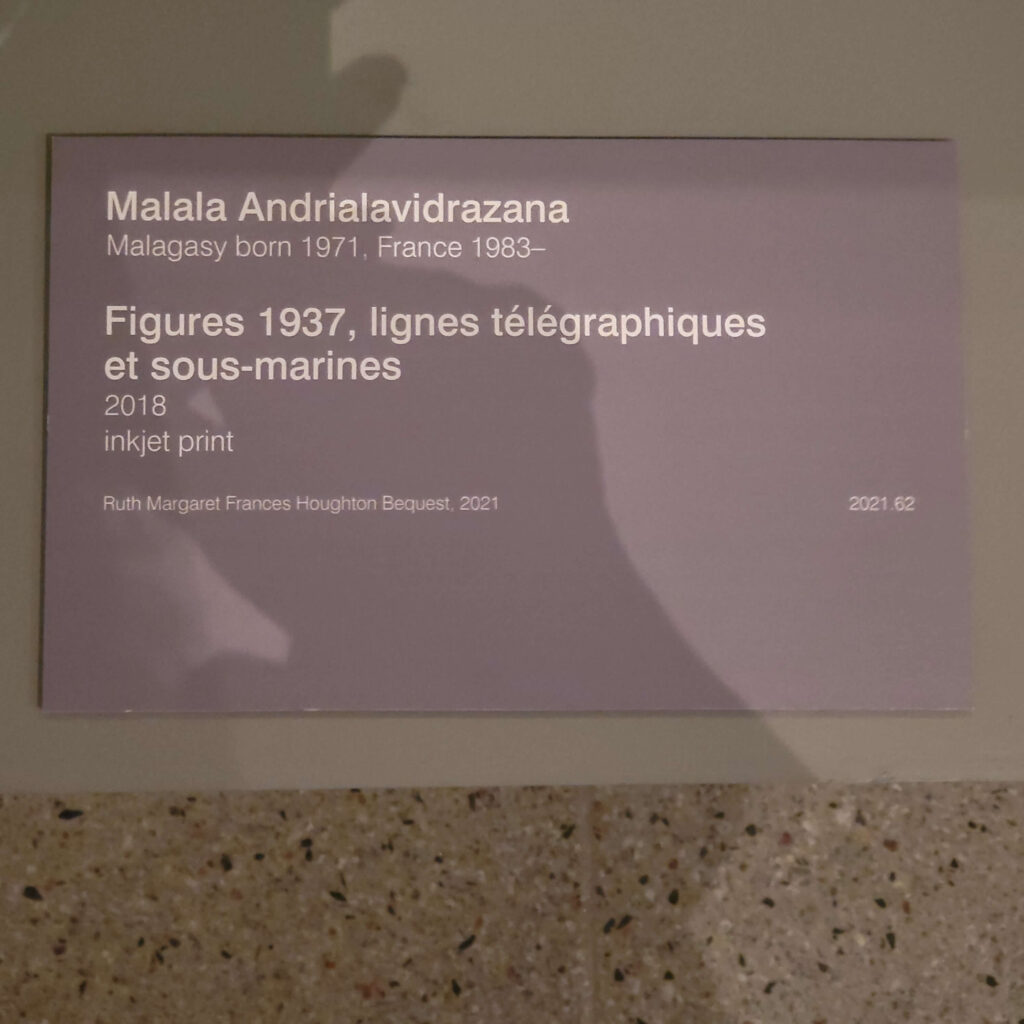 Malala Andrialavidrazana
Malagasy born 1971, France 1983–
Figures 1937, lignes télégraphiques
et sous-marines
2018
inkjet print
Ruth Margaret Frances Houghton Bequest, 2021 2021.62